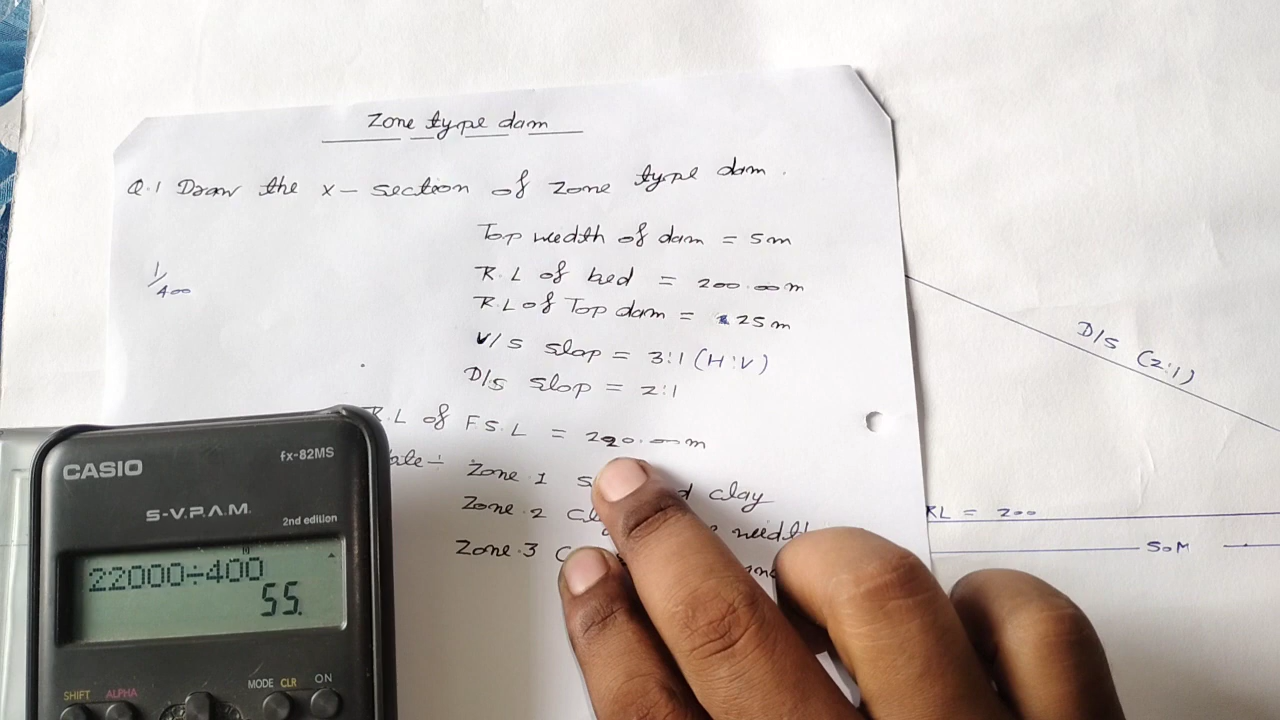 Zone type dam
Q.1 Draw the x-section of zone type dam.
Top width of dam = 5m
1/400
R.L of bed = 200.00m
R.L of Top dam = 225m
U/S slop = 3:1 (H:V)
D/S slop = 2:1
R.L of F.S.L = 220.00m
Zone.1 clay
Zone.2
Zone.3
D/S (2:1)
RL = 200
50M
CASIO
fx-82MS
S-V.P.A.M.
2nd edition
22000÷400
55.
SHIFT ALPHA MODE CLR ON